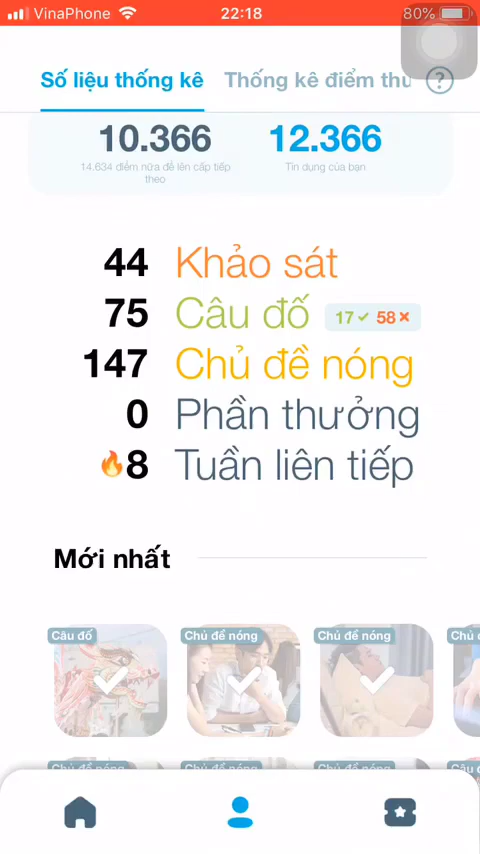 VinaPhone 22:18 80%
Số liệu thống kê Thống kê điểm thư ?
10.366 12.366
14.634 điểm nữa để lên cấp tiếp theo
Tín dụng của bạn
44 Khảo sát
75 Câu đố 17 58
147 Chủ đề nóng
0 Phần thưởng
8 Tuần liên tiếp
Mới nhất
Câu đố Chủ đề nóng Chủ đề nóng Chủ đ